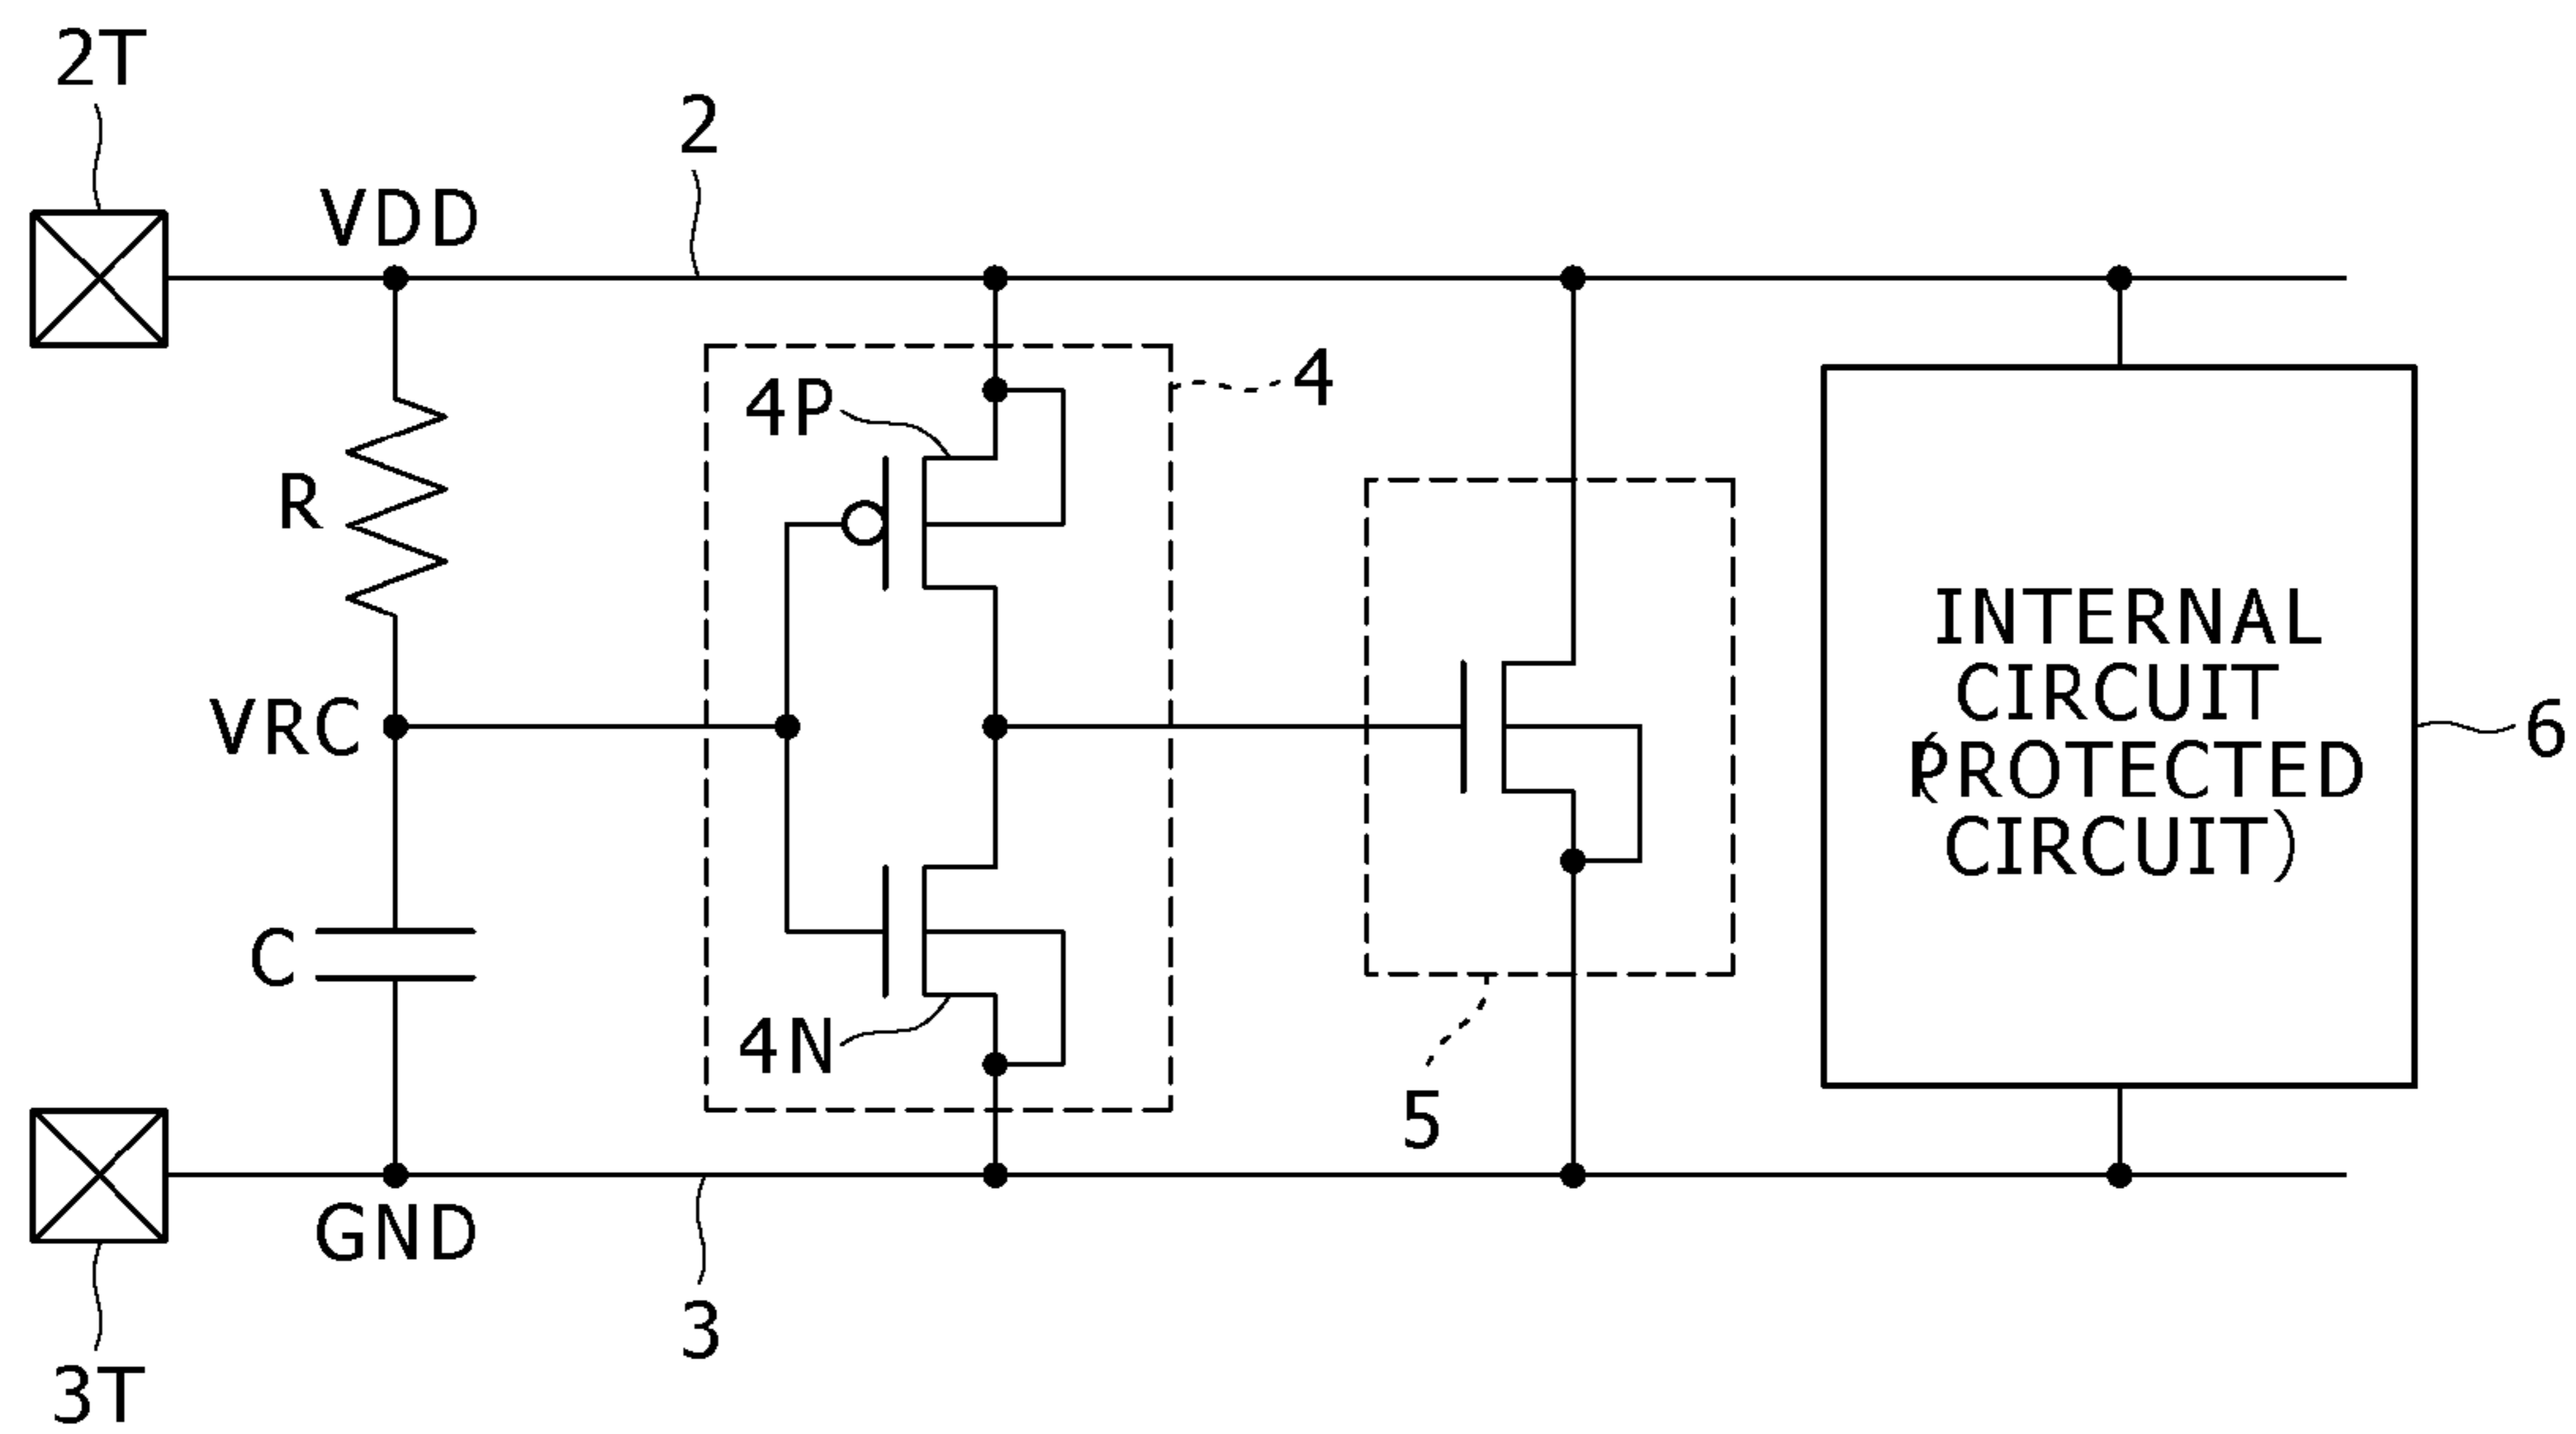 2T
2
VDD
4
4P
R
INTERNAL
CIRCUIT
(PROTECTED
CIRCUIT)
VRC
6
C
4N
5
GND
3
3T